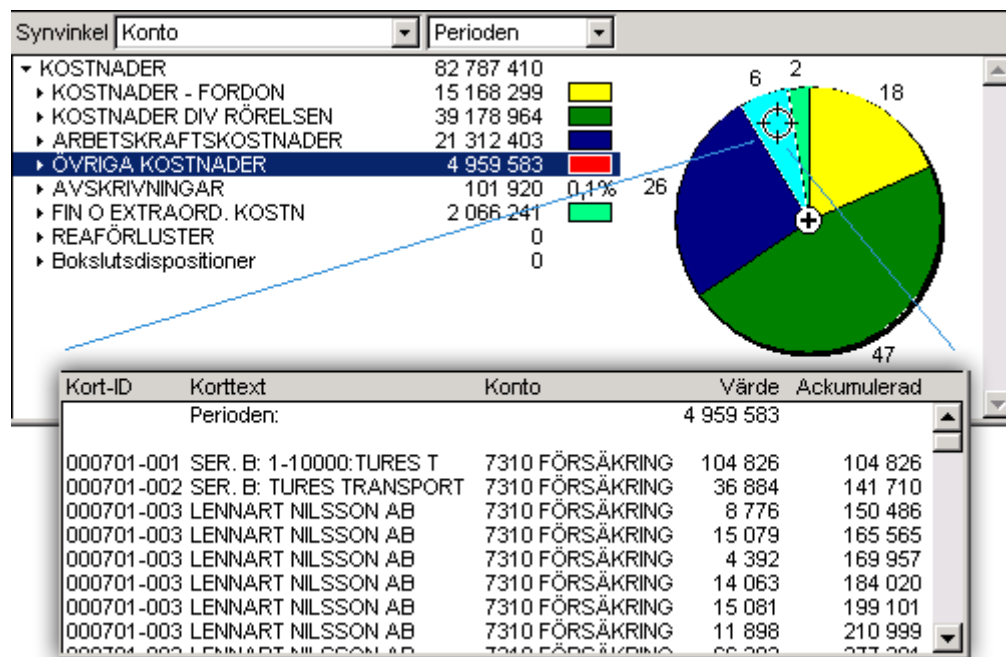 Synvinkel Konto Perioden
KOSTNADER 82 787 410
KOSTNADER - FORDON 15 168 299
KOSTNADER DIV RÖRELSEN 39 178 964
ARBETSKRAFTSKOSTNADER 21 312 403
ÖVRIGA KOSTNADER 4 959 583
AVSKRIVNINGAR 101 920 0,1%
FIN O EXTRAORD. KOSTN 2 066 241
REAFÖRLUSTER 0
Bokslutsdispositioner 0
6 2 18
26
47
Kort-ID Korttext Konto Värde Ackumulerad
Perioden: 4 959 583
000701-001 SER. B: 1-10000:TURES T 7310 FÖRSÄKRING 104 826 104 826
000701-002 SER. B: TURES TRANSPORT 7310 FÖRSÄKRING 36 884 141 710
000701-003 LENNART NILSSON AB 7310 FÖRSÄKRING 8 776 150 486
000701-003 LENNART NILSSON AB 7310 FÖRSÄKRING 15 079 165 565
000701-003 LENNART NILSSON AB 7310 FÖRSÄKRING 4 392 169 957
000701-003 LENNART NILSSON AB 7310 FÖRSÄKRING 14 063 184 020
000701-003 LENNART NILSSON AB 7310 FÖRSÄKRING 15 081 199 101
000701-003 LENNART NILSSON AB 7310 FÖRSÄKRING 11 898 210 999